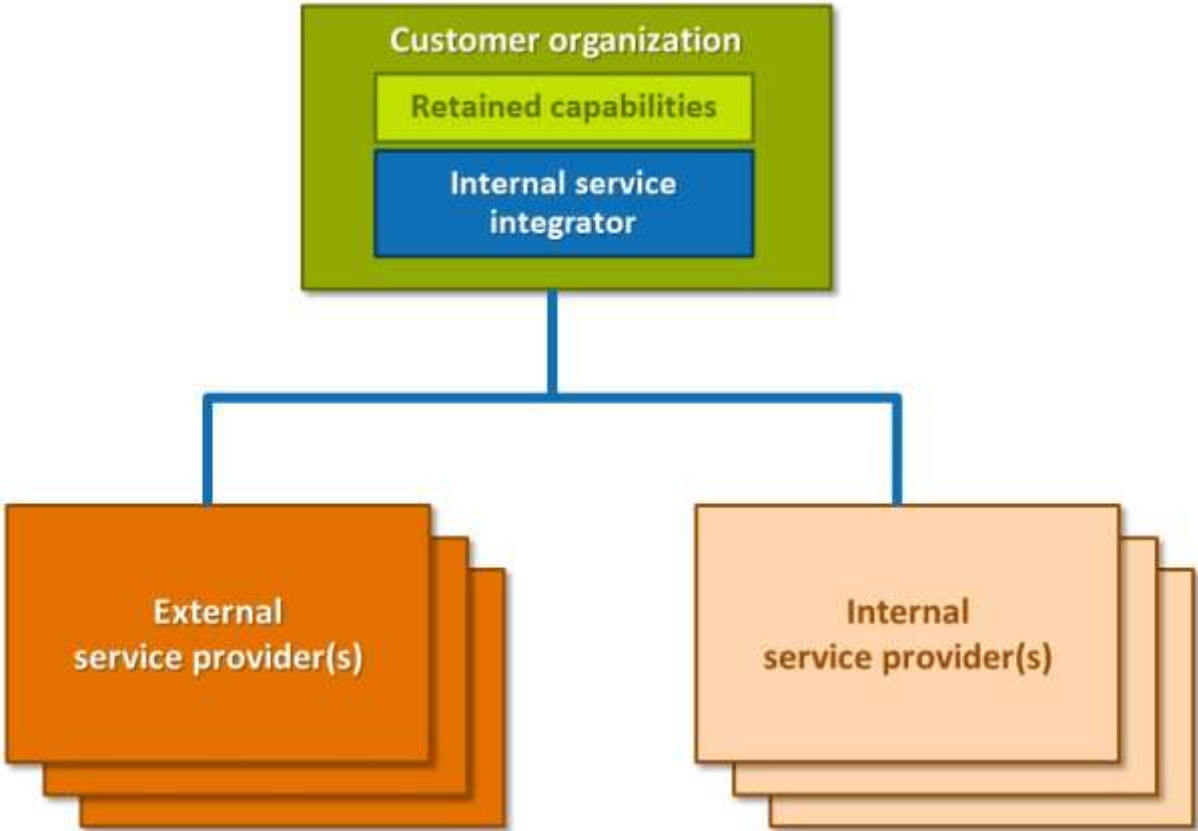 Customer organization
Retained capabilities
Internal service
integrator
External
service provider(s)
Internal
service provider(s)